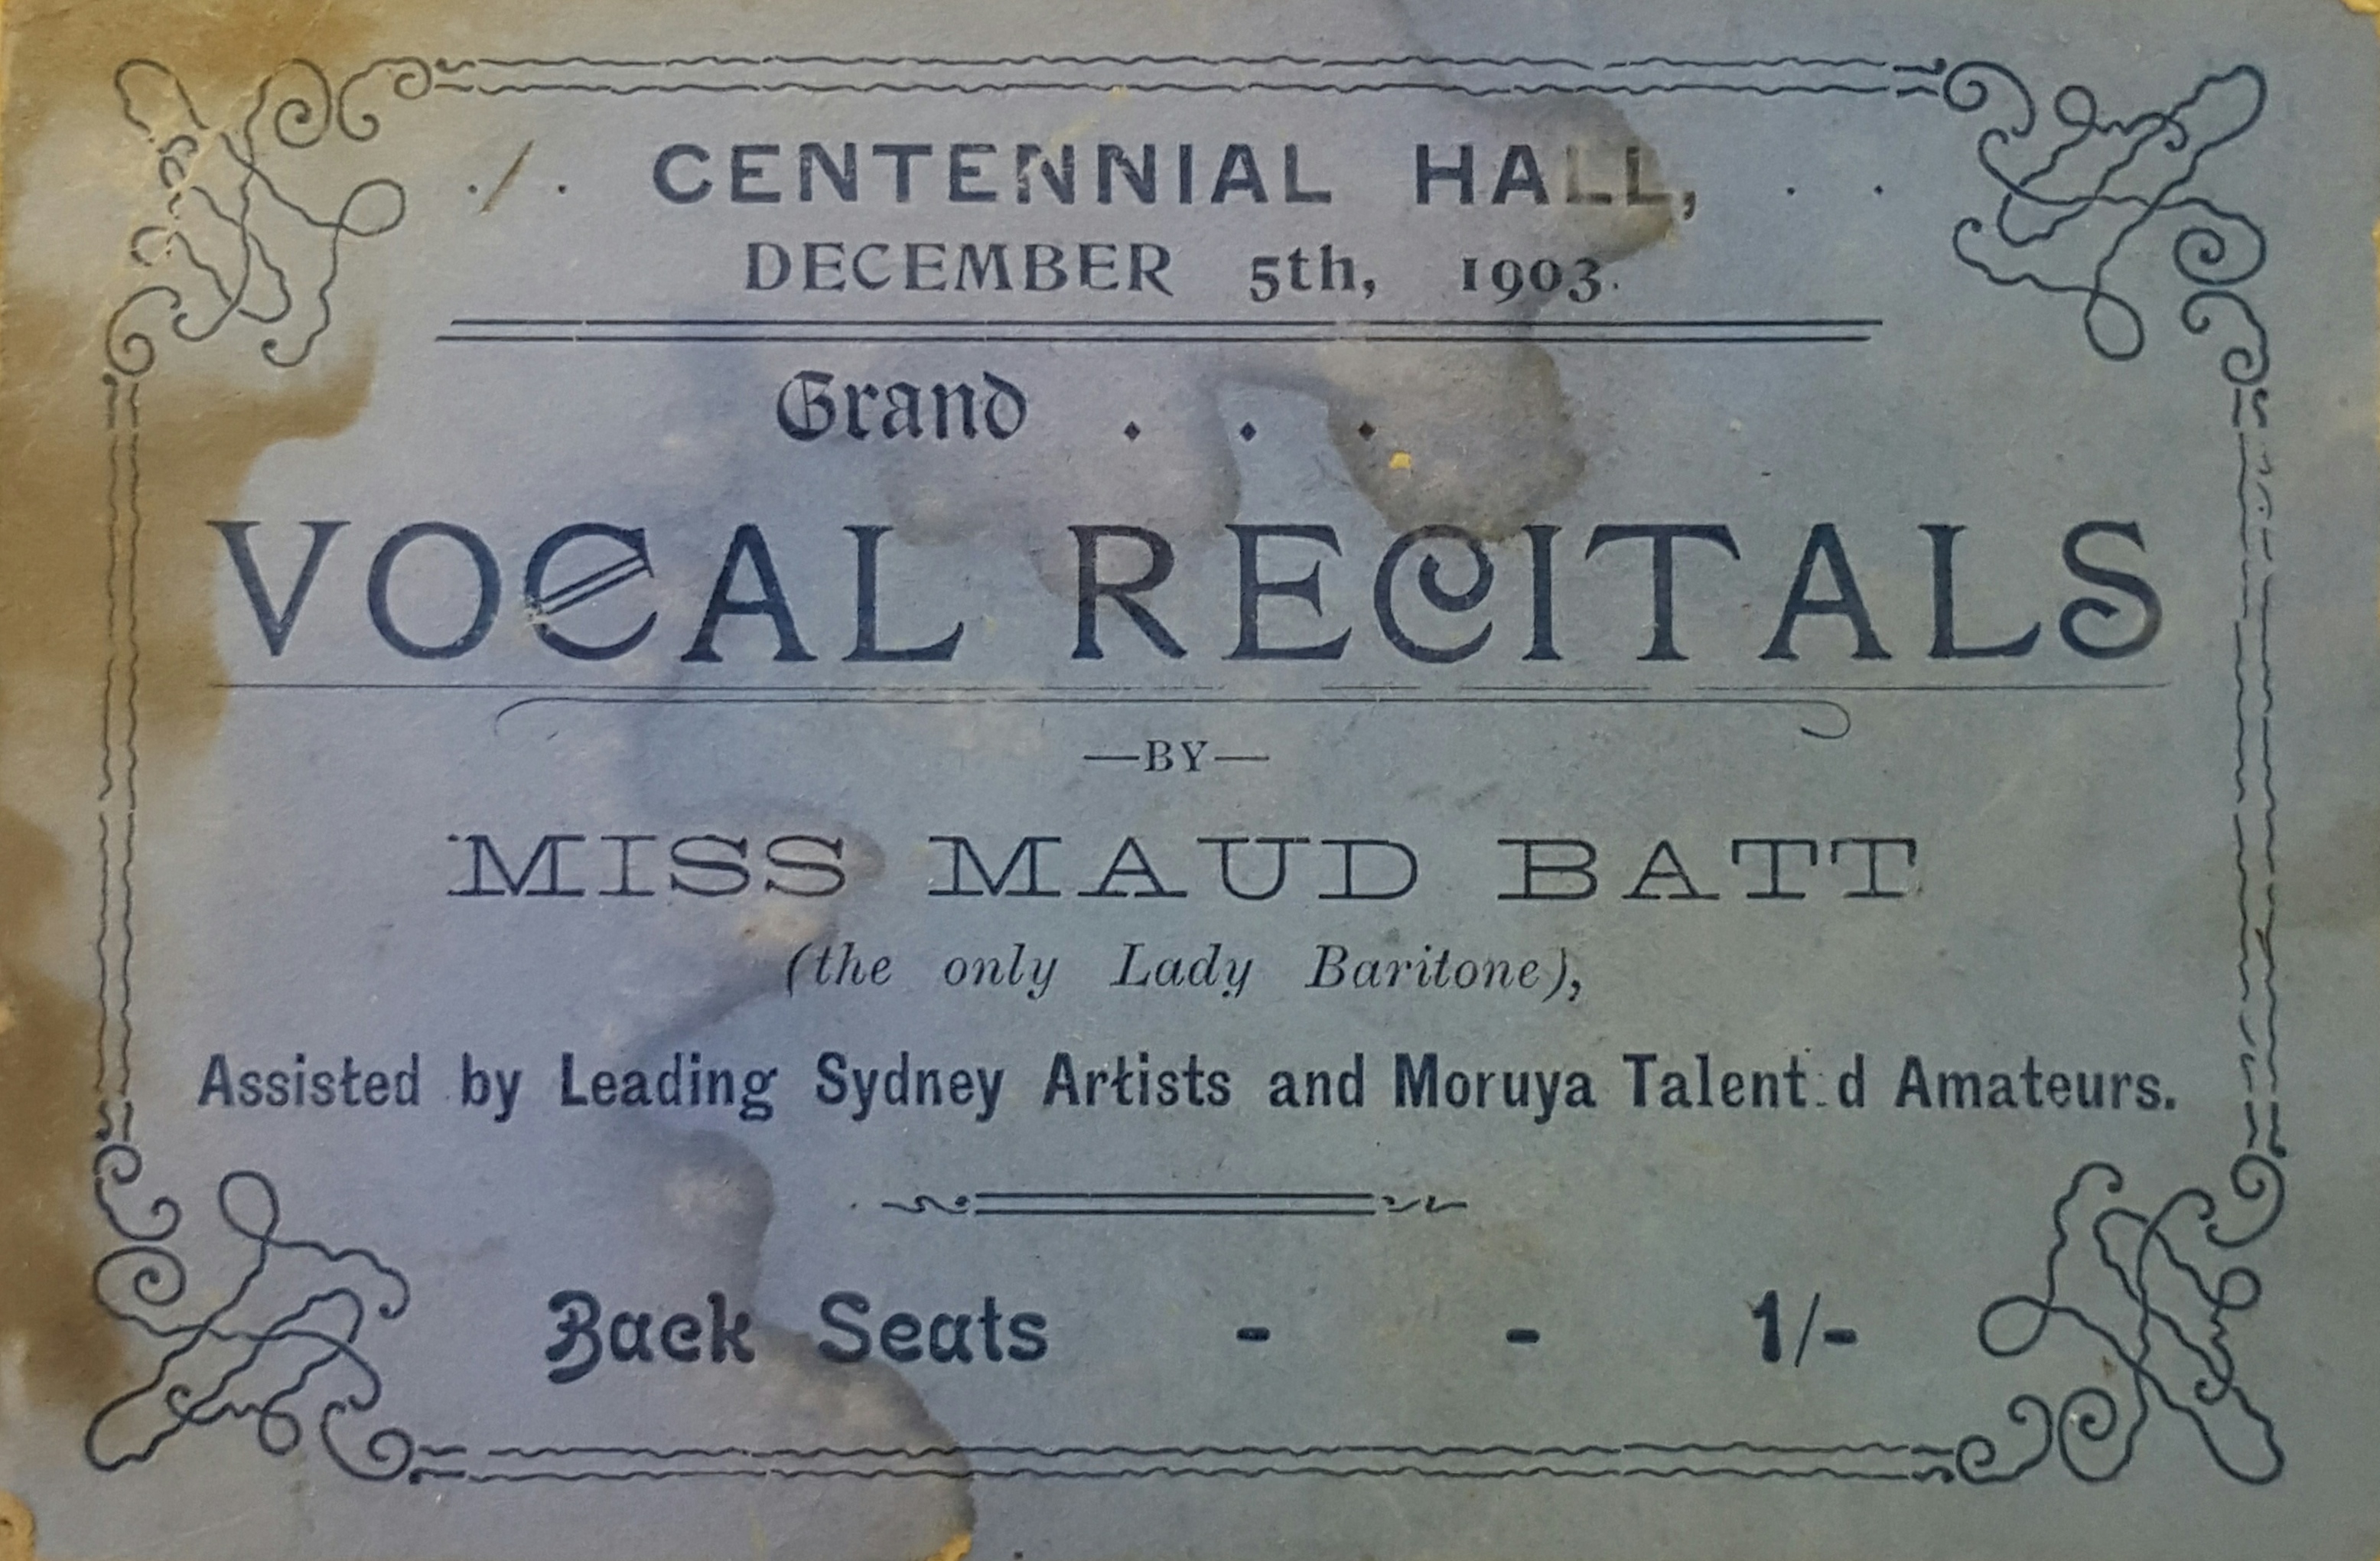 CENTENNIAL HALL,
DECEMBER 5th, 1903.
Grand . . .
VOCAL RECITALS
—BY—
MISS MAUD BATT
(the only Lady Baritone),
Assisted by Leading Sydney Artists and Moruya Talent:d Amateurs.
Back Seats - - 1/-